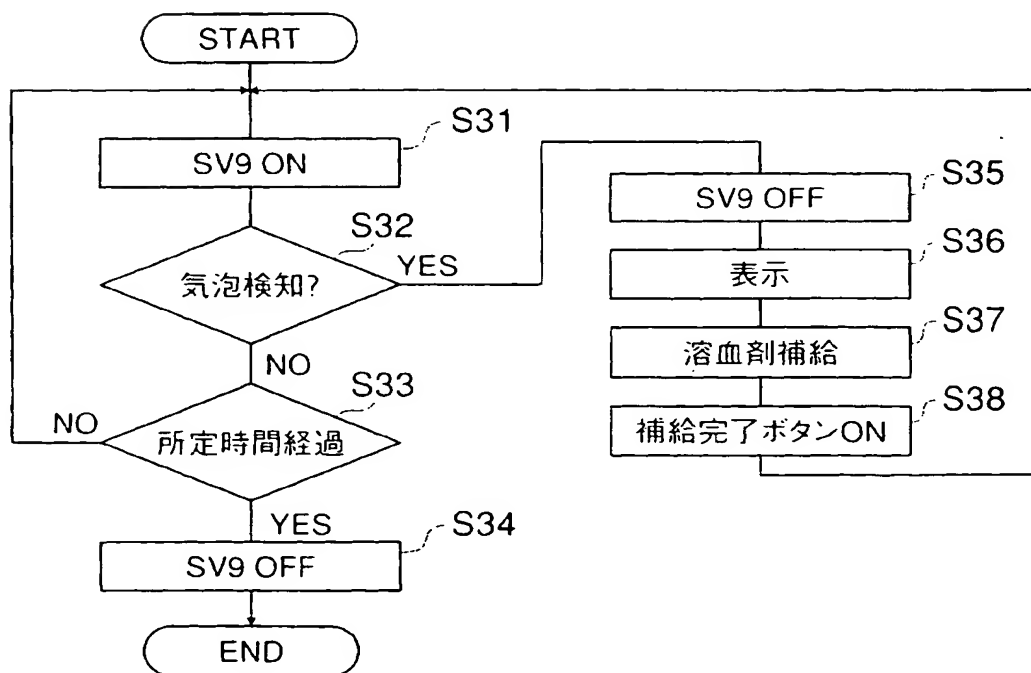 START
S31
SV9 ON
S32
気泡検知?
YES
NO
S33
NO
所定時間経過
YES
S34
SV9 OFF
END
S35
SV9 OFF
S36
表示
S37
溶血剤補給
S38
補給完了ボタンON